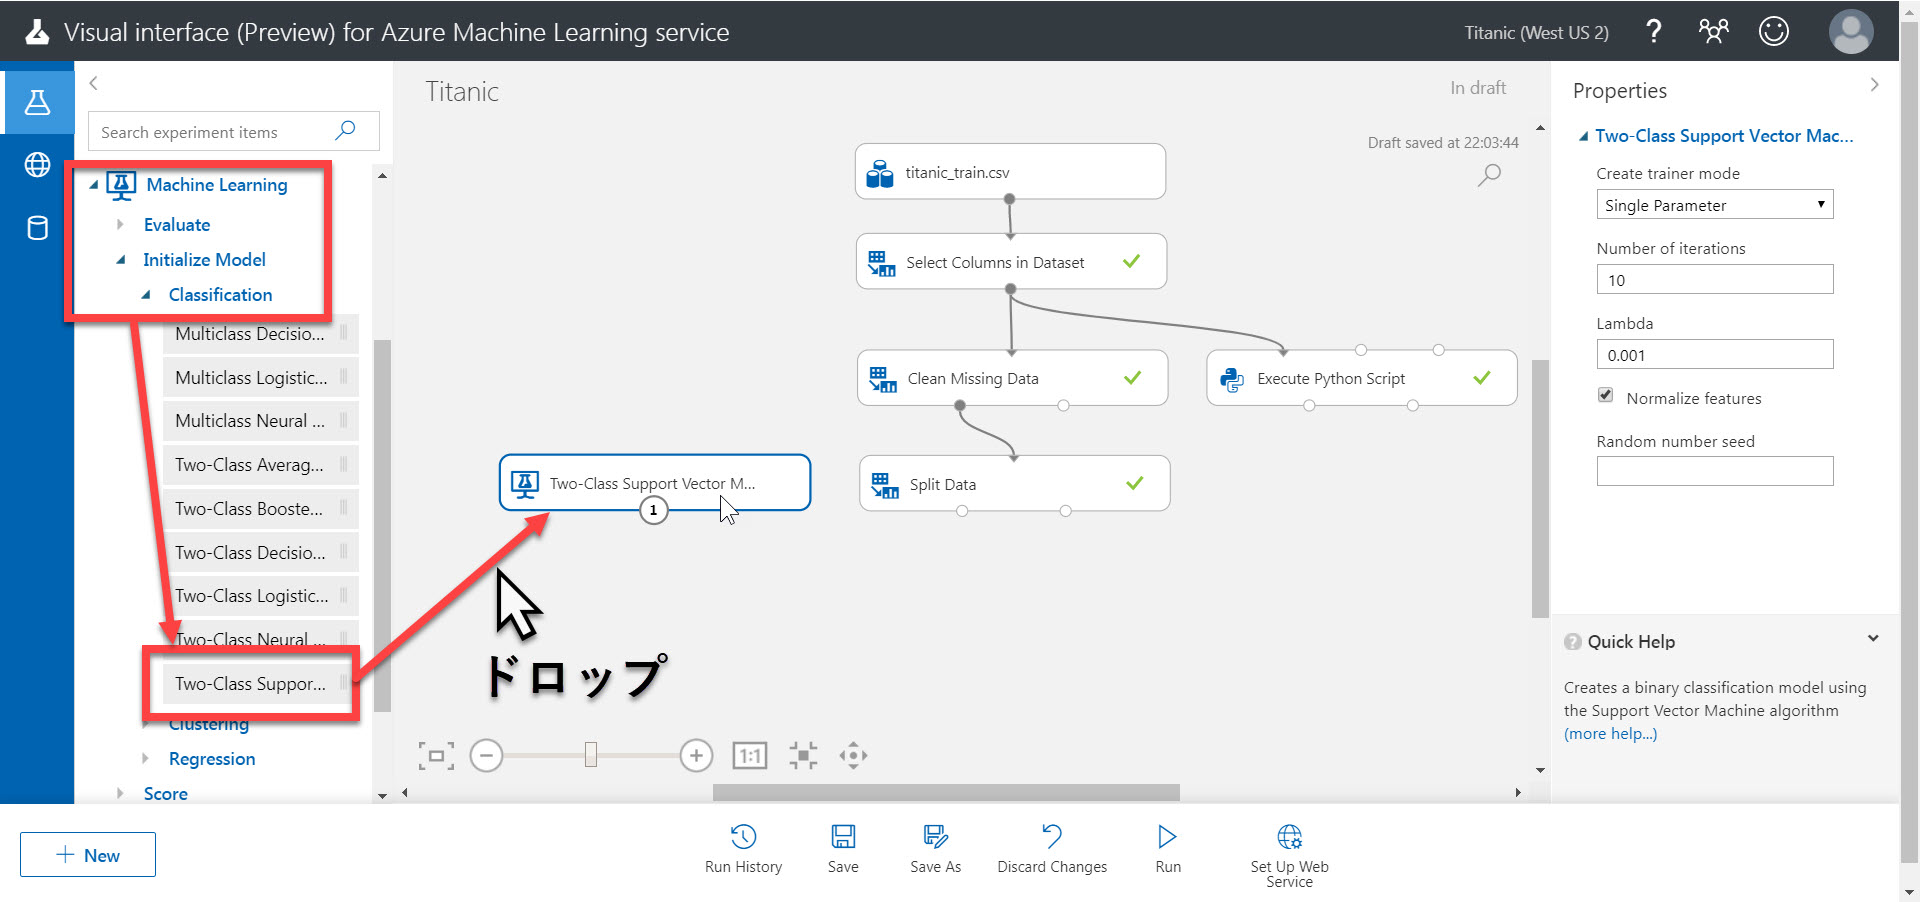 Visual interface (Preview) for Azure Machine Learning service
Titanic (West US 2)
?
Search experiment items
Machine Learning
Evaluate
Initialize Model
Classification
Multiclass Decisio...
Multiclass Logistic...
Multiclass Neural ...
Two-Class Averag...
Two-Class Booste...
Two-Class Decisio...
Two-Class Logistic...
Two-Class Neural ...
Two-Class Suppor...
Clustering
Regression
Score
Titanic
In draft
Draft saved at 22:03:44
titanic_train.csv
Select Columns in Dataset
Clean Missing Data
Execute Python Script
Two-Class Support Vector M...
1
Split Data
ドロップ
1:1
Properties
Two-Class Support Vector Mac...
Create trainer mode
Single Parameter
Number of iterations
10
Lambda
0.001
Normalize features
Random number seed
? Quick Help
Creates a binary classification model using
the Support Vector Machine algorithm
(more help...)
New
Run History
Save
Save As
Discard Changes
Run
Set Up Web
Service